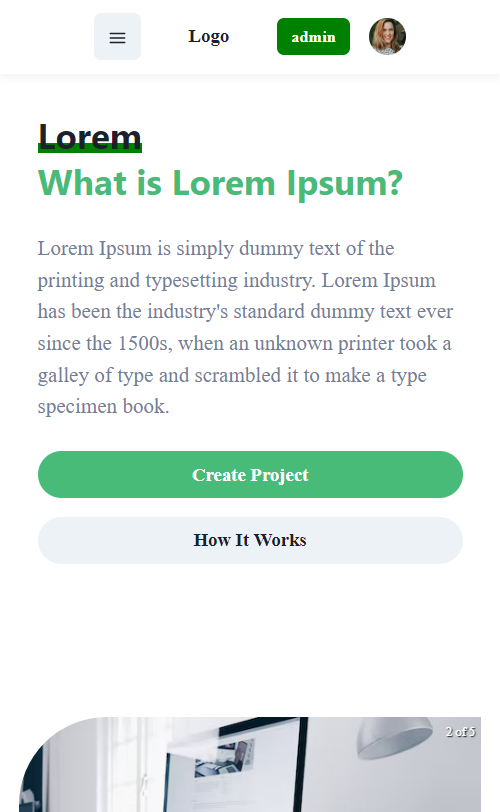 Logo
admin
Lorem
What is Lorem Ipsum?
Lorem Ipsum is simply dummy text of the
printing and typesetting industry. Lorem Ipsum
has been the industry's standard dummy text ever
since the 1500s, when an unknown printer took a
galley of type and scrambled it to make a type
specimen book.
Create Project
How It Works
2 of 5